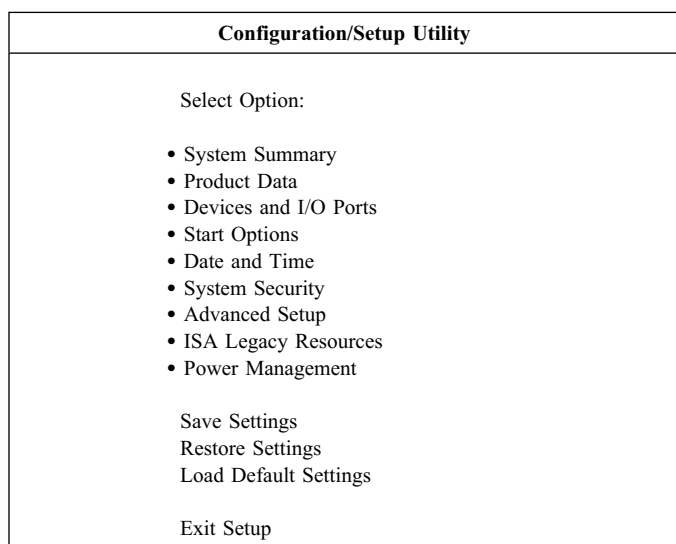 Configuration/Setup Utility
Select Option:
• System Summary
• Product Data
• Devices and I/O Ports
• Start Options
• Date and Time
• System Security
• Advanced Setup
• ISA Legacy Resources
• Power Management
Save Settings
Restore Settings
Load Default Settings
Exit Setup